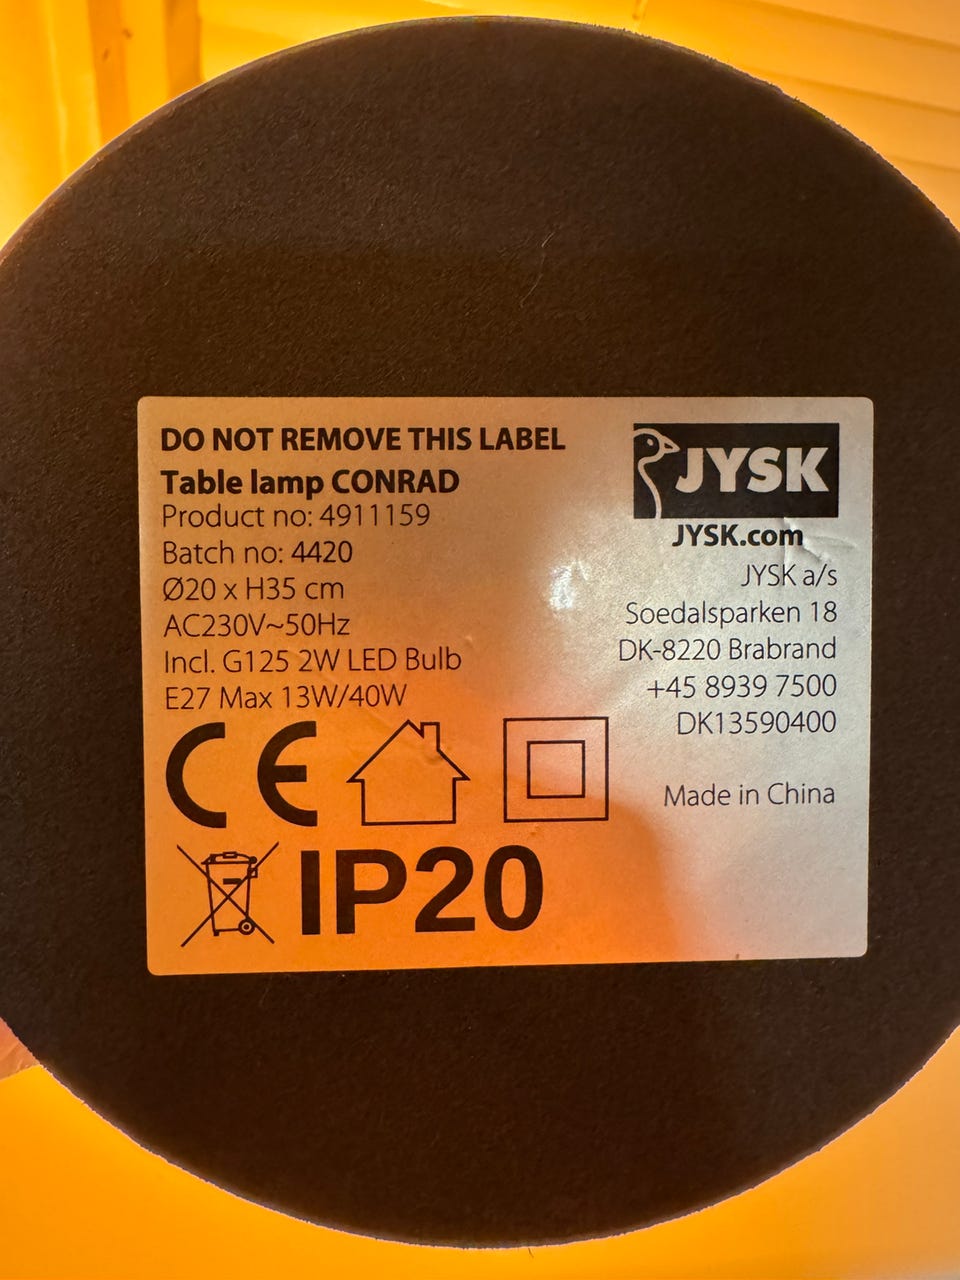 DO NOT REMOVE THIS LABEL
Table lamp CONRAD
Product no: 4911159
Batch no: 4420
Ø20 x H35 cm
AC230V~50Hz
Incl. G125 2W LED Bulb
E27 Max 13W/40W
CE
IP20
JYSK
JYSK.com
JYSK a/s
Soedalsparken 18
DK-8220 Brabrand
+45 8939 7500
DK13590400
Made in China